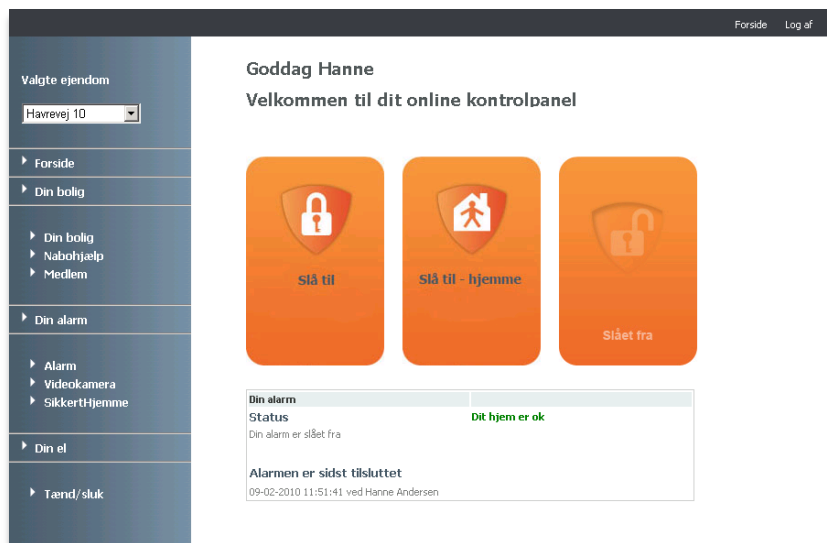 Forside Log af
Valgte ejendom
Havrevej 10
Forside
Din bolig
Din bolig
Nabohjælp
Medlem
Din alarm
Alarm
Videokamera
SikkertHjemme
Din el
Tænd/sluk
Goddag Hanne
Velkommen til dit online kontrolpanel
Slå til
Slå til - hjemme
Slået fra
Din alarm
Status Dit hjem er ok
Din alarm er slået fra
Alarmen er sidst tilsluttet
09-02-2010 11:51:41 ved Hanne Andersen